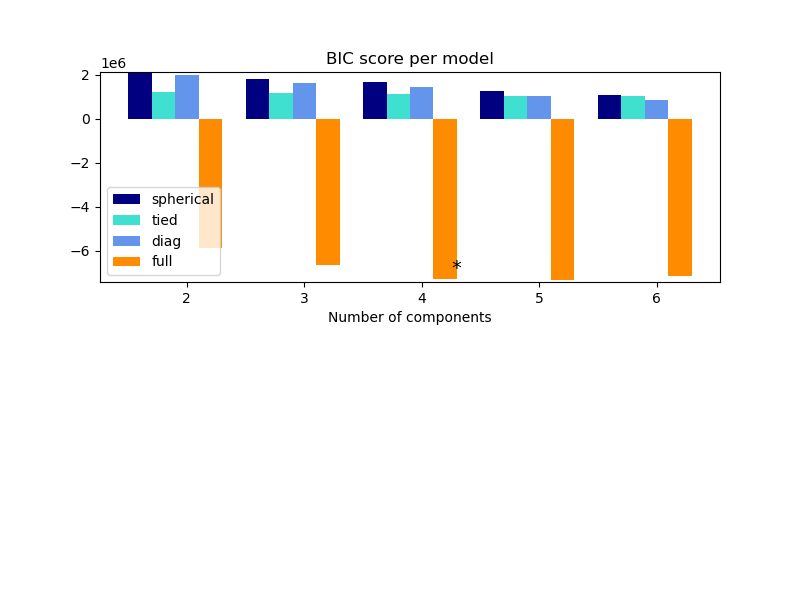 BIC score per model
1e6
2
0
−2
−4
−6
spherical
tied
diag
full
*
2 3 4 5 6
Number of components